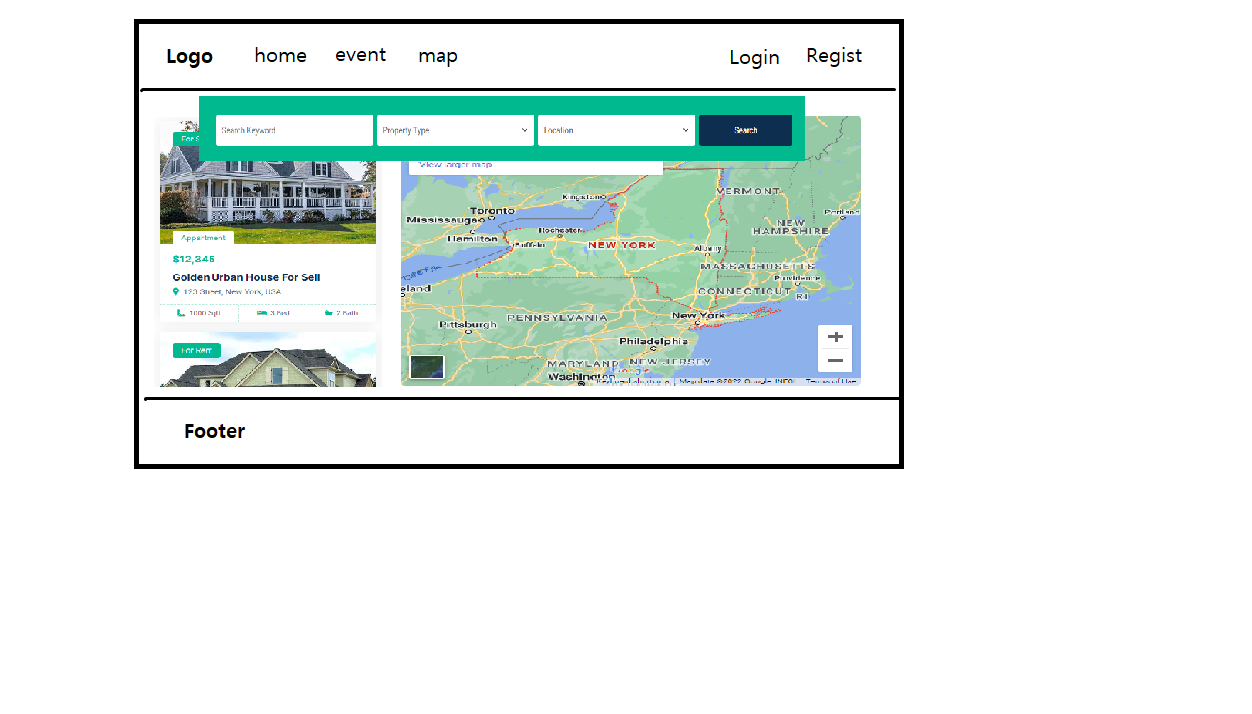 Logo home event map Login Regist
Search Keyword Property Type Location Search
For S
Appartment
$12,345
Golden Urban House For Sell
123 Street, New York, USA
1000 Sqft 3 Bed 2 Bath
For Rent
View larger map
VERMONT
Kingston
Toronto
Mississauga
Portland
NEW
HAMPSHIRE
Rochester
Hamilton
Buffalo
NEW YORK
Albany
MASSACHUSETTS
Providence
eland
CONNECTICUT
RI
PENNSYLVANIA
New York
Pittsburgh
Philadelphia
MARYLAND
NEW JERSEY
Washington
Keyboard shortcuts Map data ©2022 Google, INEGI Terms of Use
Footer